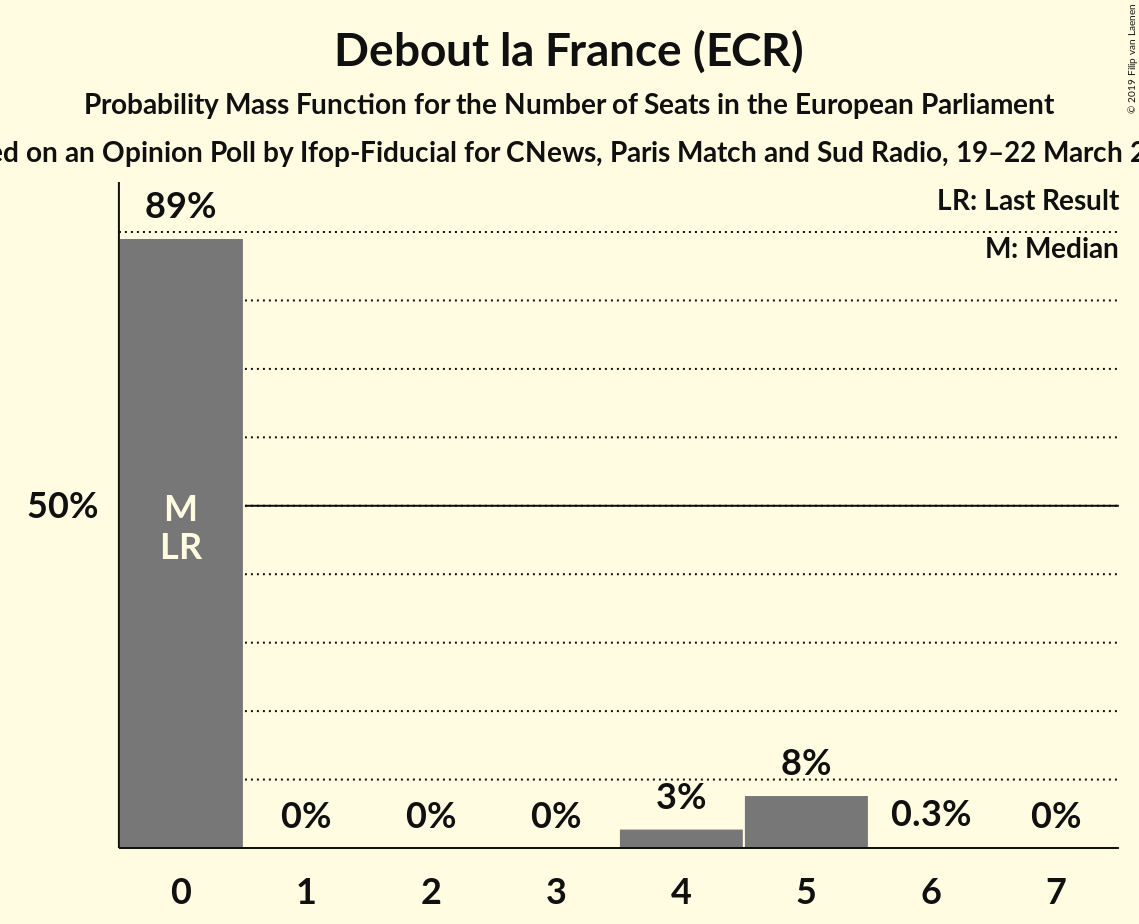 Debout la France (ECR)
Probability Mass Function for the Number of Seats in the European Parliament
on an Opinion Poll by Ifop-Fiducial for CNews, Paris Match and Sud Radio, 19–22 March
© 2019 Filip van Laenen
LR: Last Result
M: Median
89%
50%
M
LR
0%
0%
0%
3%
8%
0.3%
0%
0
1
2
3
4
5
6
7